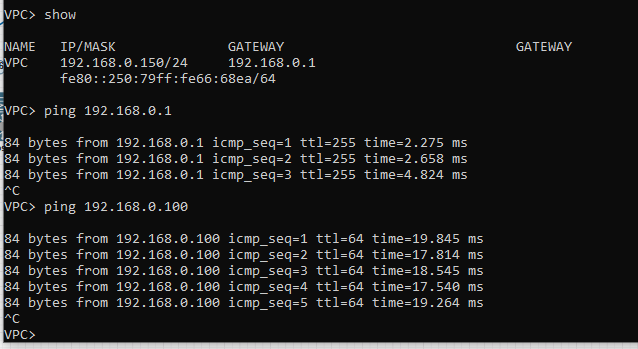 VPC> show
NAME   IP/MASK              GATEWAY                             GATEWAY
VPC    192.168.0.150/24     192.168.0.1
       fe80::250:79ff:fe66:68ea/64
VPC> ping 192.168.0.1
84 bytes from 192.168.0.1 icmp_seq=1 ttl=255 time=2.275 ms
84 bytes from 192.168.0.1 icmp_seq=2 ttl=255 time=2.658 ms
84 bytes from 192.168.0.1 icmp_seq=3 ttl=255 time=4.824 ms
^C
VPC> ping 192.168.0.100
84 bytes from 192.168.0.100 icmp_seq=1 ttl=64 time=19.845 ms
84 bytes from 192.168.0.100 icmp_seq=2 ttl=64 time=17.814 ms
84 bytes from 192.168.0.100 icmp_seq=3 ttl=64 time=18.545 ms
84 bytes from 192.168.0.100 icmp_seq=4 ttl=64 time=17.540 ms
84 bytes from 192.168.0.100 icmp_seq=5 ttl=64 time=19.264 ms
^C
VPC>